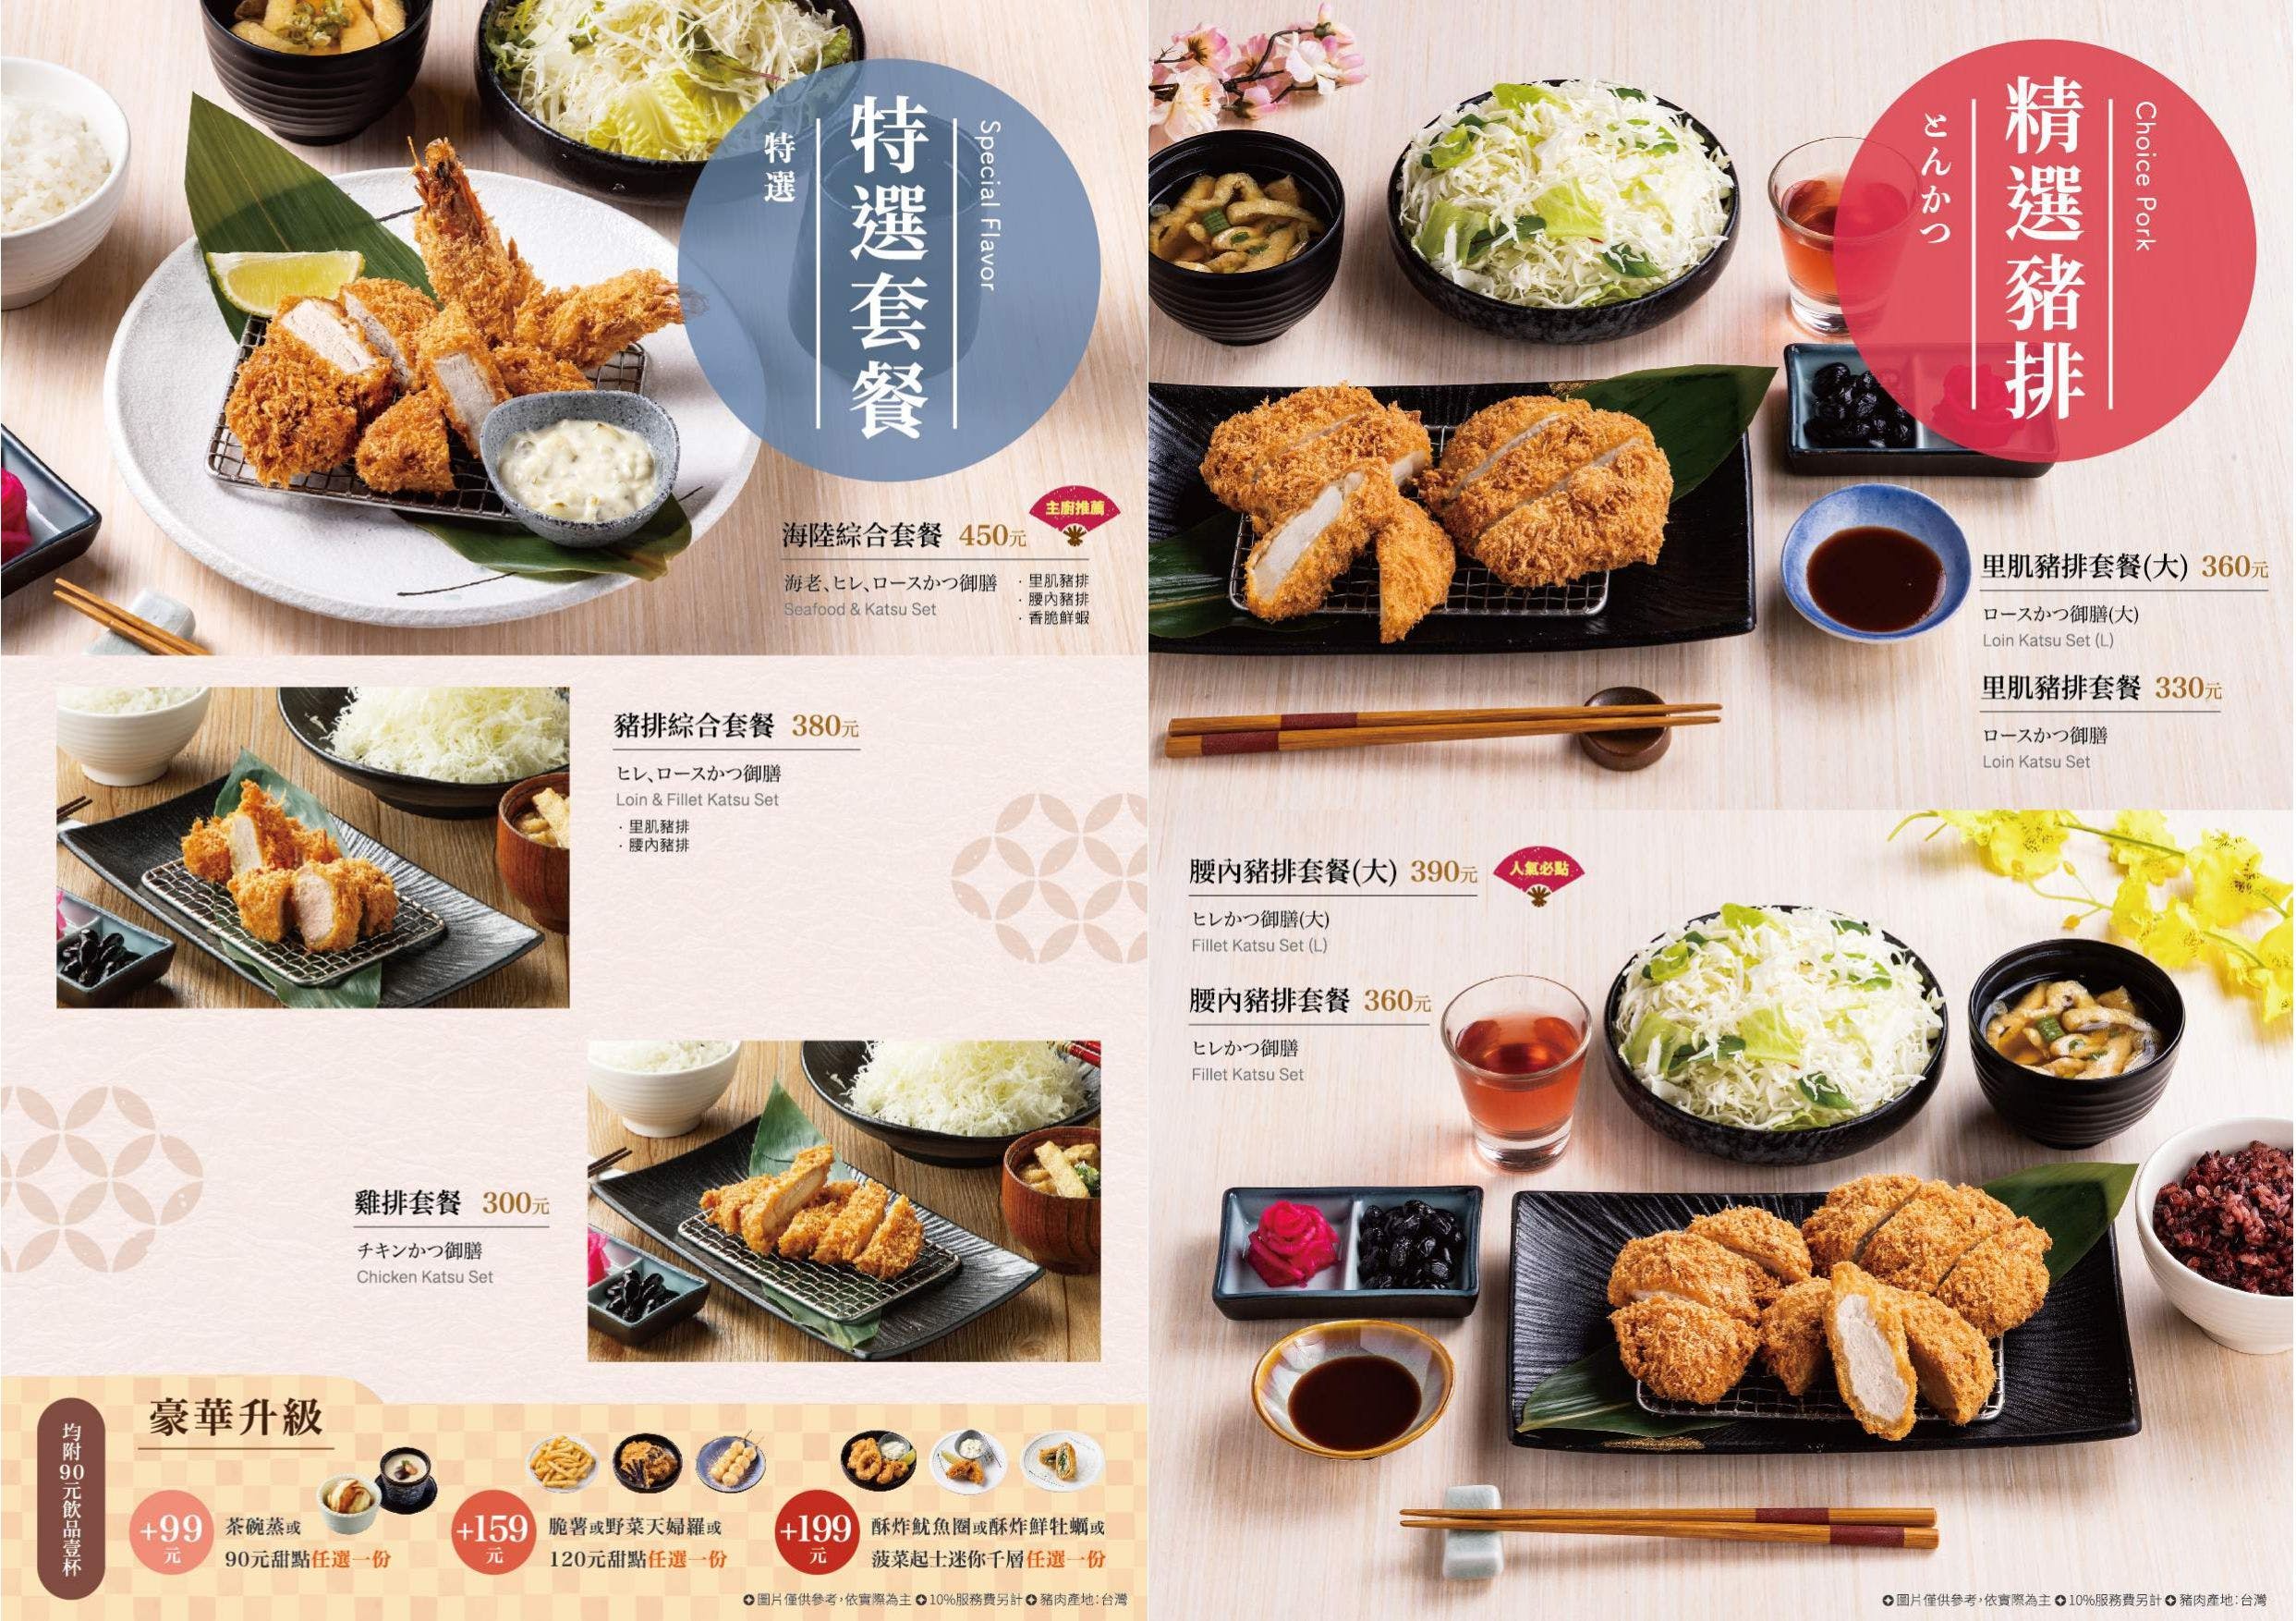 特選
特選套餐
Special Flavor
主廚推薦
海陸綜合套餐 450元
海老、ヒレ、ロースかつ御膳
Seafood & Katsu Set
· 里肌豬排
· 腰內豬排
· 香脆鮮蝦
豬排綜合套餐 380元
ヒレ、ロースかつ御膳
Loin & Fillet Katsu Set
· 里肌豬排
· 腰內豬排
雞排套餐 300元
チキンかつ御膳
Chicken Katsu Set
均附90元飲品壹杯
豪華升級
+99元
茶碗蒸或
90元甜點任選一份
+159元
脆薯或野菜天婦羅或
120元甜點任選一份
+199元
酥炸魷魚圈或酥炸鮮牡蠣或
菠菜起士迷你千層任選一份
✪圖片僅供參考，依實際為主✪10%服務費另計✪豬肉產地：台灣
とんかつ
精選豬排
Choice Pork
里肌豬排套餐(大) 360元
ロースかつ御膳(大)
Loin Katsu Set (L)
里肌豬排套餐 330元
ロースかつ御膳
Loin Katsu Set
腰內豬排套餐(大) 390元
人氣必點
ヒレかつ御膳(大)
Fillet Katsu Set (L)
腰內豬排套餐 360元
ヒレかつ御膳
Fillet Katsu Set
✪圖片僅供參考，依實際為主✪10%服務費另計✪豬肉產地：台灣